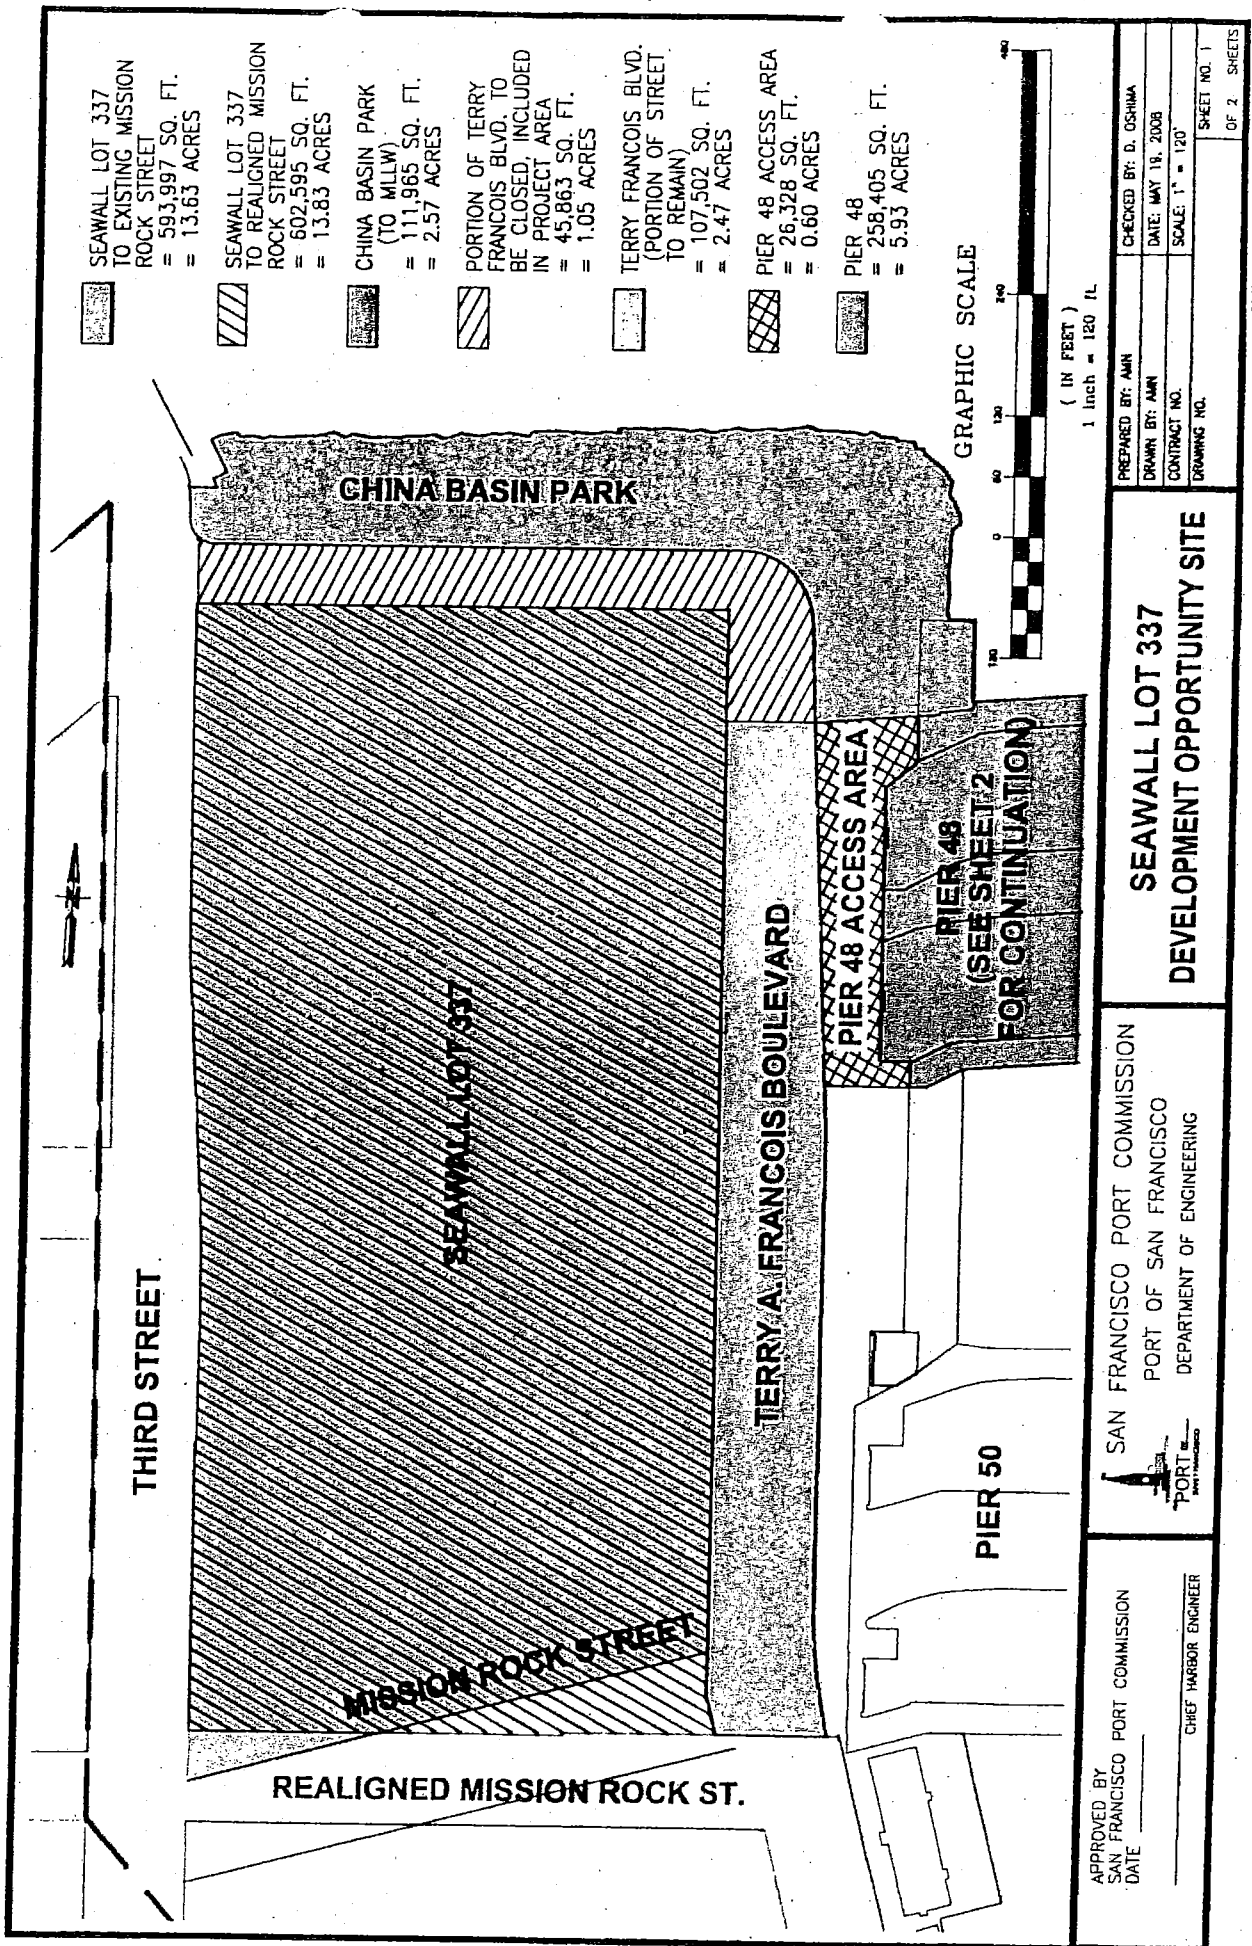 SEAWALL LOT 337
TO EXISTING MISSION
ROCK STREET
= 593,997 SQ. FT.
= 13.63 ACRES
SEAWALL LOT 337
TO REALIGNED MISSION
ROCK STREET
= 602,595 SQ. FT.
= 13.83 ACRES
CHINA BASIN PARK
(TO MLLW)
= 111,965 SQ. FT.
= 2.57 ACRES
PORTION OF TERRY
FRANCOIS BLVD. TO
BE CLOSED, INCLUDED
IN PROJECT AREA
= 45,863 SQ. FT.
= 1.05 ACRES
TERRY FRANCOIS BLVD.
(PORTION OF STREET
TO REMAIN)
= 107,502 SQ. FT.
= 2.47 ACRES
PIER 48 ACCESS AREA
= 26,328 SQ. FT.
= 0.60 ACRES
PIER 48
= 258,405 SQ. FT.
= 5.93 ACRES
GRAPHIC SCALE
120 0 60 120 240 480
( IN FEET )
1 inch = 120 ft.
THIRD STREET
CHINA BASIN PARK
SEAWALL LOT 337
TERRY A. FRANCOIS BOULEVARD
PIER 48 ACCESS AREA
PIER 48
(SEE SHEET 2
FOR CONTINUATION)
MISSION ROCK STREET
REALIGNED MISSION ROCK ST.
PIER 50
APPROVED BY
SAN FRANCISCO PORT COMMISSION
DATE
CHIEF HARBOR ENGINEER
PORT
SAN FRANCISCO PORT COMMISSION
PORT OF SAN FRANCISCO
DEPARTMENT OF ENGINEERING
SEAWALL LOT 337
DEVELOPMENT OPPORTUNITY SITE
PREPARED BY: AMN
DRAWN BY: AMN
CONTRACT NO.
DRAWING NO.
CHECKED BY: D. OSHIMA
DATE: MAY 19, 2008
SCALE: 1" = 120'
SHEET NO. 1
OF 2 SHEETS